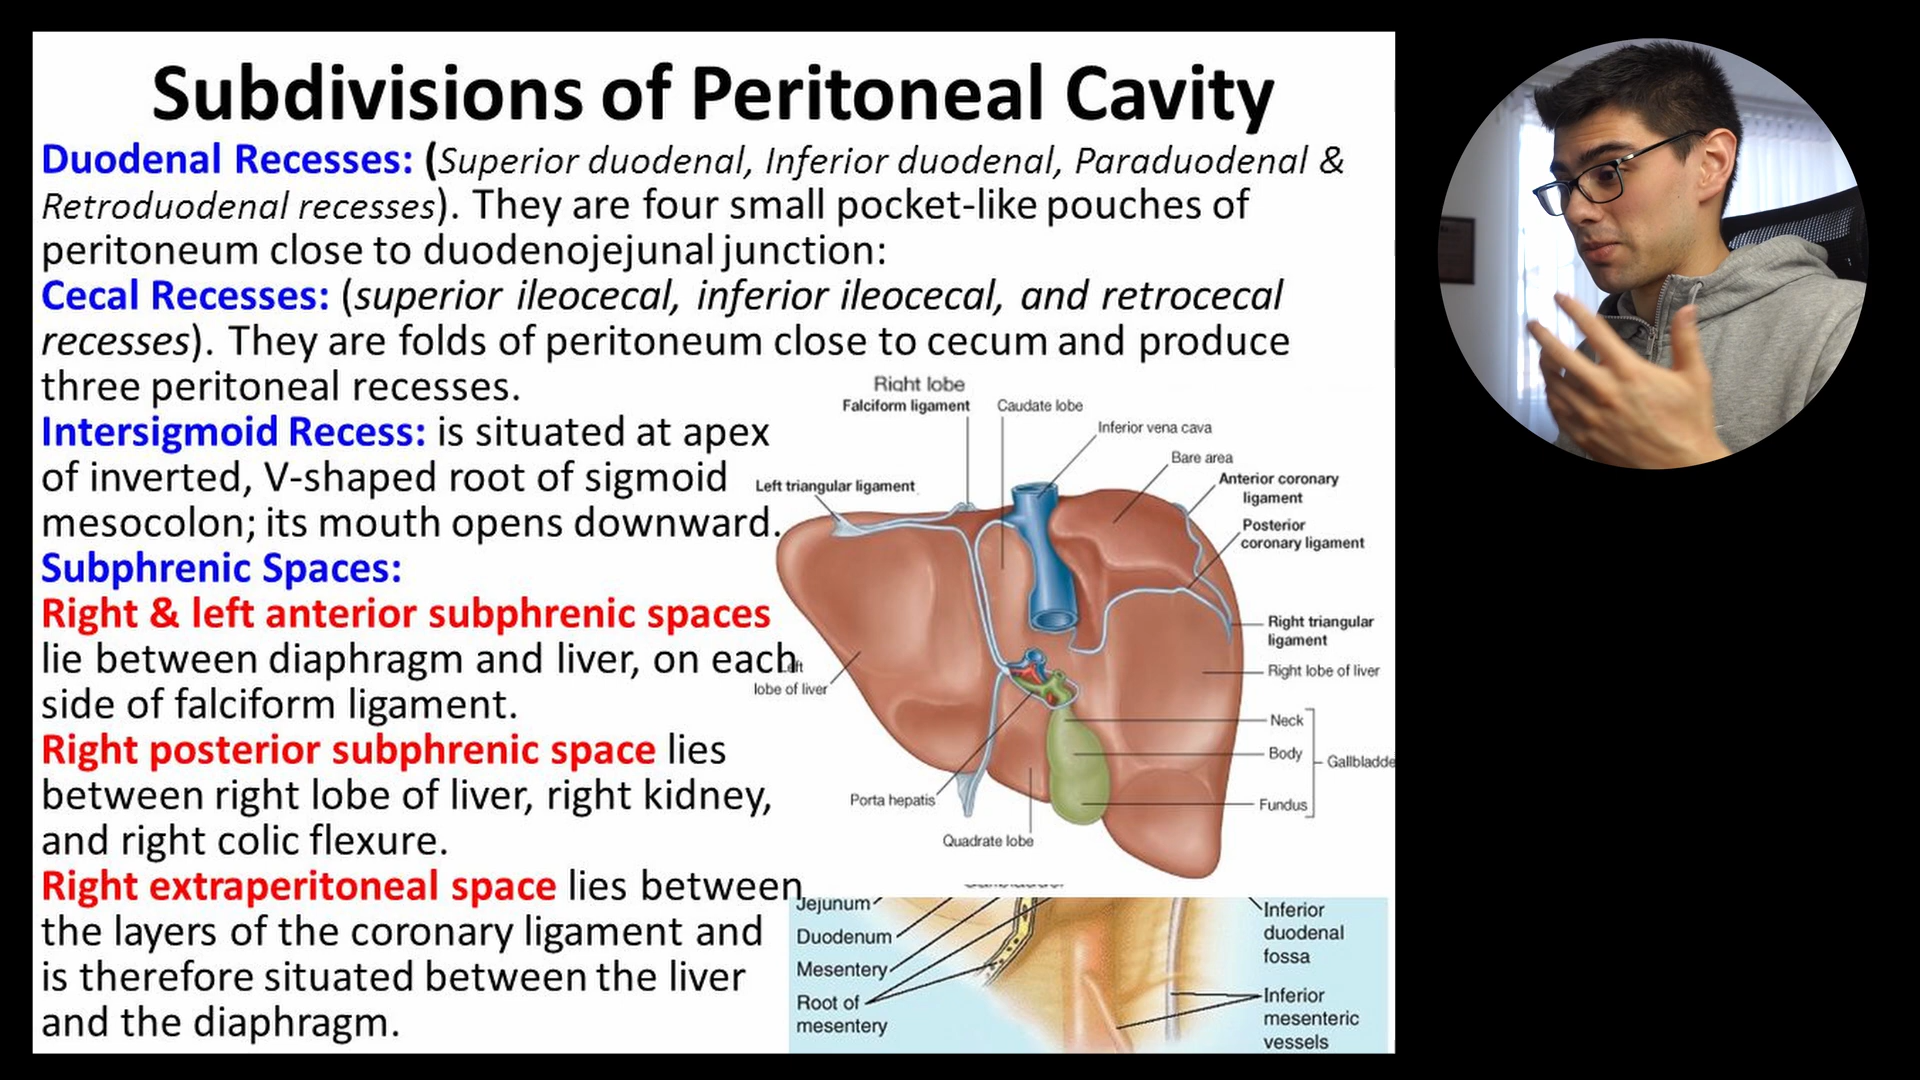 Subdivisions of Peritoneal Cavity
Duodenal Recesses: (Superior duodenal, Inferior duodenal, Paraduodenal &
Retroduodenal recesses). They are four small pocket-like pouches of
peritoneum close to duodenojejunal junction:
Cecal Recesses: (superior ileocecal, inferior ileocecal, and retrocecal
recesses). They are folds of peritoneum close to cecum and produce
three peritoneal recesses.
Intersigmoid Recess: is situated at apex
of inverted, V-shaped root of sigmoid
mesocolon; its mouth opens downward.
Subphrenic Spaces:
Right & left anterior subphrenic spaces
lie between diaphragm and liver, on each
side of falciform ligament.
Right posterior subphrenic space lies
between right lobe of liver, right kidney,
and right colic flexure.
Right extraperitoneal space lies between
the layers of the coronary ligament and
is therefore situated between the liver
and the diaphragm.
Right lobe
Falciform ligament
Caudate lobe
Inferior vena cava
Bare area
Anterior coronary
ligament
Left triangular ligament
Posterior
coronary ligament
Right triangular
ligament
Right lobe of liver
lobe of liver
Neck
Body
Gallbladde
Fundus
Porta hepatis
Quadrate lobe
Jejunum
Duodenum
Mesentery
Root of
mesentery
Inferior
duodenal
fossa
Inferior
mesenteric
vessels